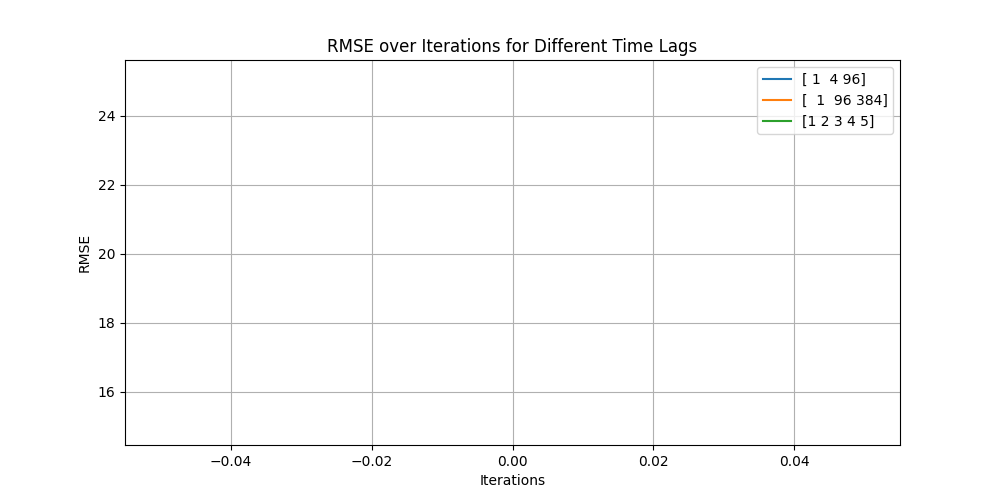 RMSE over Iterations for Different Time Lags
[ 1  4 96]
[  1  96 384]
[1 2 3 4 5]
24
22
20
18
16
RMSE
−0.04 −0.02 0.00 0.02 0.04
Iterations